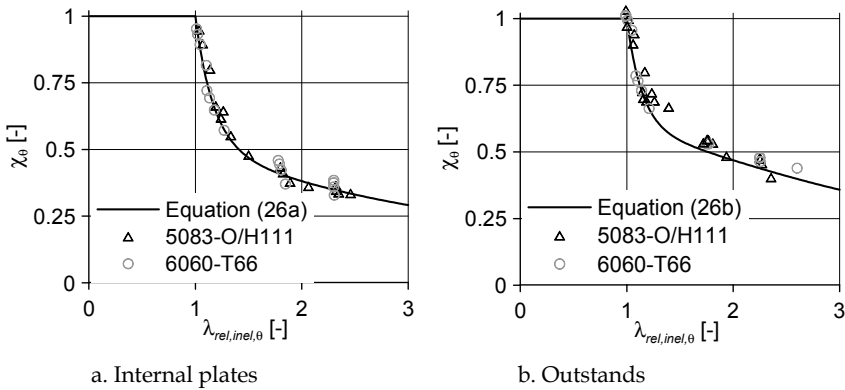 1
0.75
0.5
0.25
0
χθ [-]
0 1 2 3
λrel,inel,θ [-]
Equation (26a)
5083-O/H111
6060-T66
a. Internal plates
1
0.75
0.5
0.25
0
χθ [-]
0 1 2 3
λrel,inel,θ [-]
Equation (26b)
5083-O/H111
6060-T66
b. Outstands